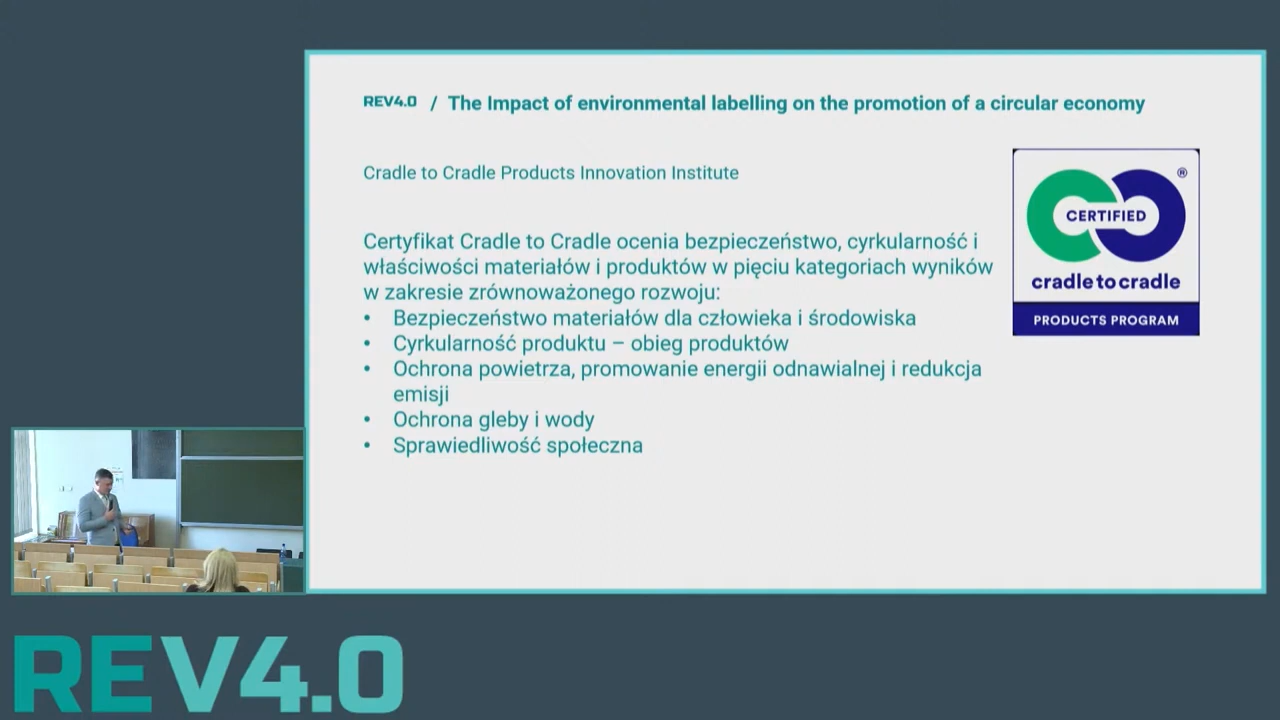 REV4.0 / The Impact of environmental labelling on the promotion of a circular economy
Cradle to Cradle Products Innovation Institute
Certyfikat Cradle to Cradle ocenia bezpieczeństwo, cyrkularność i
właściwości materiałów i produktów w pięciu kategoriach wyników
w zakresie zrównoważonego rozwoju:
• Bezpieczeństwo materiałów dla człowieka i środowiska
• Cyrkularność produktu – obieg produktów
• Ochrona powietrza, promowanie energii odnawialnej i redukcja
emisji
• Ochrona gleby i wody
• Sprawiedliwość społeczna
®
CERTIFIED
cradle to cradle
PRODUCTS PROGRAM
REV4.0